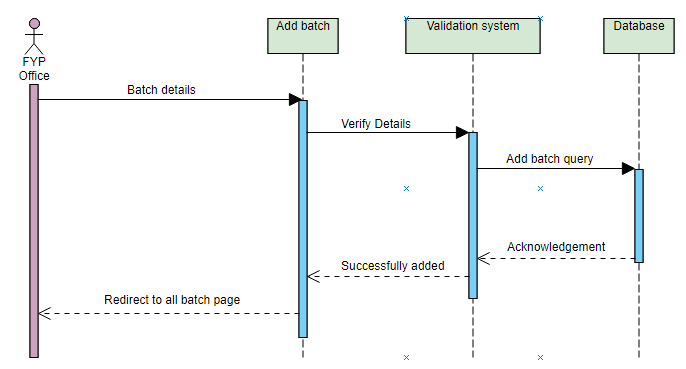 Add batch
Validation system
Database
FYP
Office
Batch details
Verify Details
Add batch query
Acknowledgement
Successfully added
Redirect to all batch page